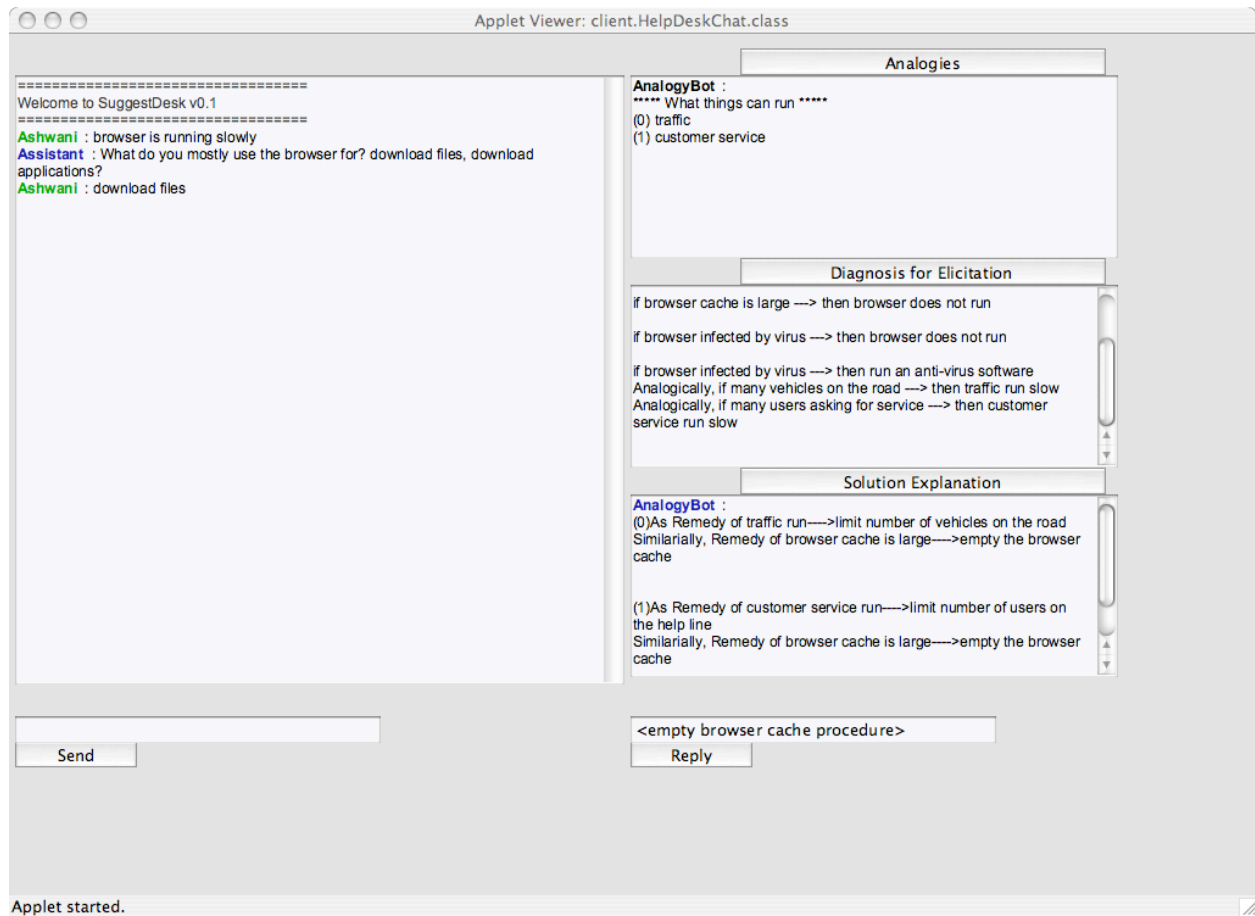 Applet Viewer: client.HelpDeskChat.class
==================================
Welcome to SuggestDesk v0.1
==================================
Ashwani : browser is running slowly
Assistant : What do you mostly use the browser for? download files, download
applications?
Ashwani : download files
Analogies
AnalogyBot :
***** What things can run *****
(0) traffic
(1) customer service
Diagnosis for Elicitation
if browser cache is large ---> then browser does not run
if browser infected by virus ---> then browser does not run
if browser infected by virus ---> then run an anti-virus software
Analogically, if many vehicles on the road ---> then traffic run slow
Analogically, if many users asking for service ---> then customer
service run slow
Solution Explanation
AnalogyBot :
(0)As Remedy of traffic run---->limit number of vehicles on the road
Similarially, Remedy of browser cache is large---->empty the browser
cache
(1)As Remedy of customer service run---->limit number of users on
the help line
Similarially, Remedy of browser cache is large---->empty the browser
cache
Send
<empty browser cache procedure>
Reply
Applet started.